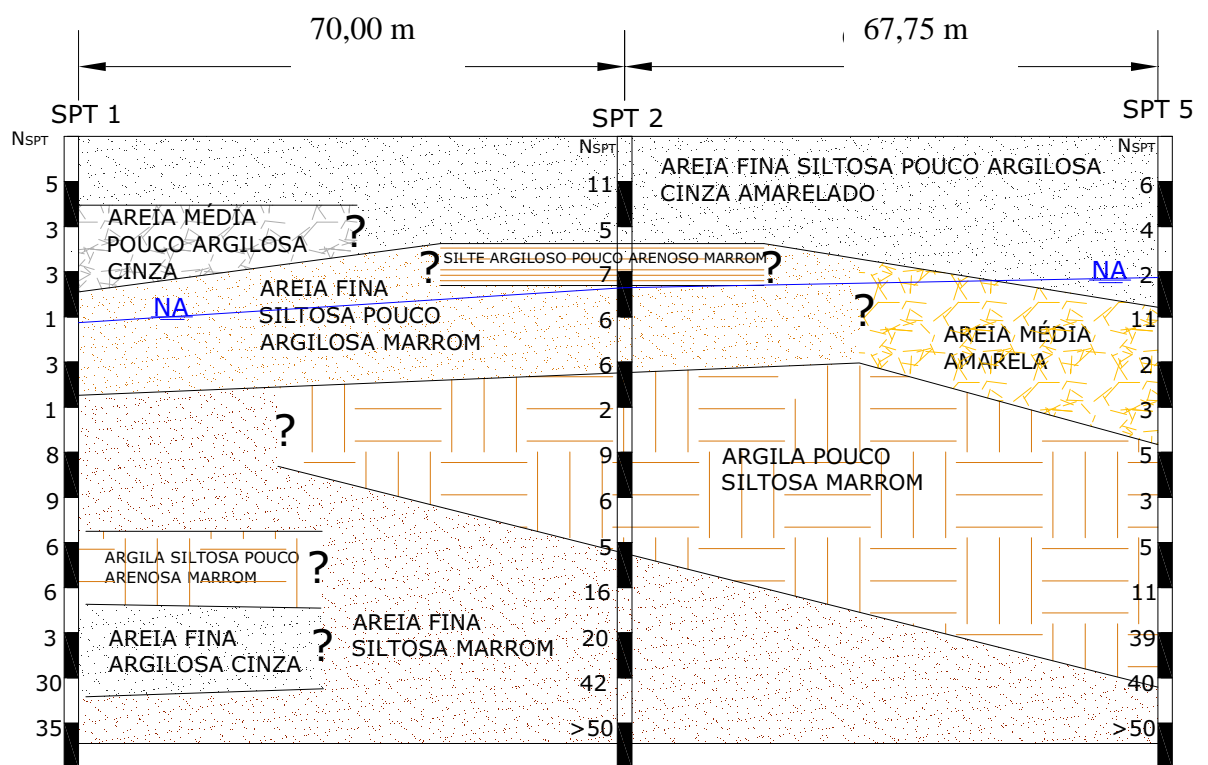 70,00 m
67,75 m
SPT 1
SPT 2
SPT 5
NSPT
NSPT
NSPT
AREIA FINA SILTOSA POUCO ARGILOSA
CINZA AMARELADO
5
11
6
AREIA MÉDIA
POUCO ARGILOSA
CINZA
?
3
5
4
? SILTE ARGILOSO POUCO ARENOSO MARROM ?
3
7
2
NA
NA
AREIA FINA
SILTOSA POUCO
ARGILOSA MARROM
?
1
6
11
AREIA MÉDIA
AMARELA
3
6
2
1
2
3
?
ARGILA POUCO
SILTOSA MARROM
8
9
5
9
6
3
6
5
5
ARGILA SILTOSA POUCO
ARENOSA MARROM
?
6
16
11
AREIA FINA
ARGILOSA CINZA
?
AREIA FINA
SILTOSA MARROM
3
20
39
30
42
40
35
>50
>50